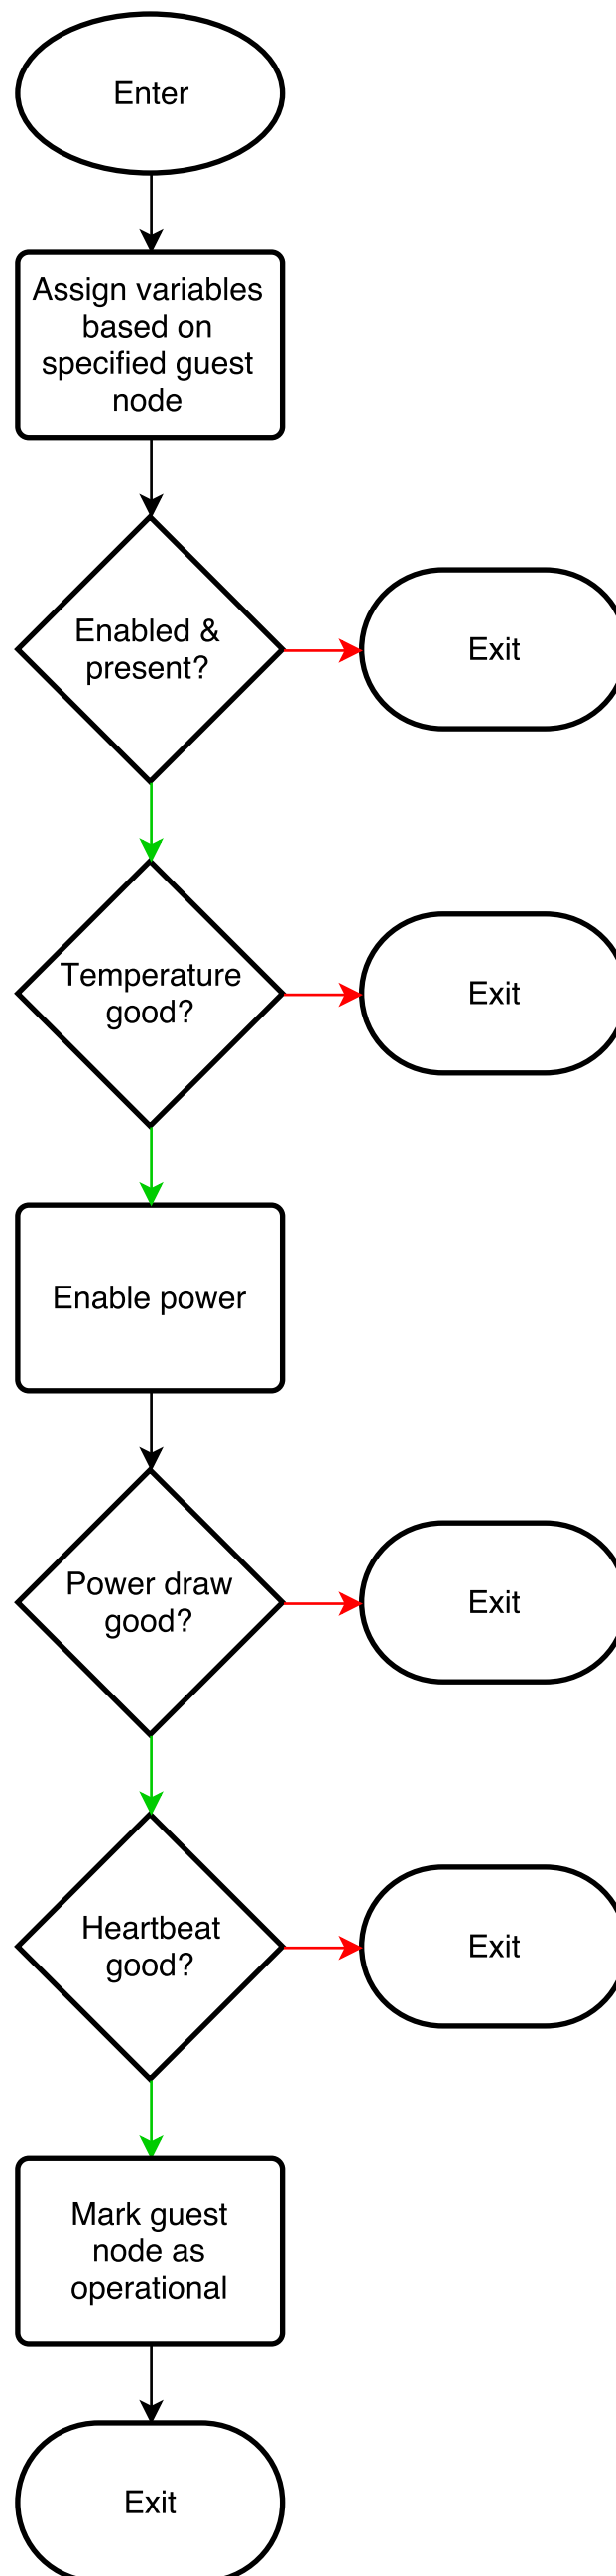 Enter
Assign variables
based on
specified guest
node
Enabled &
present?
Exit
Temperature
good?
Exit
Enable power
Power draw
good?
Exit
Heartbeat
good?
Exit
Mark guest
node as
operational
Exit